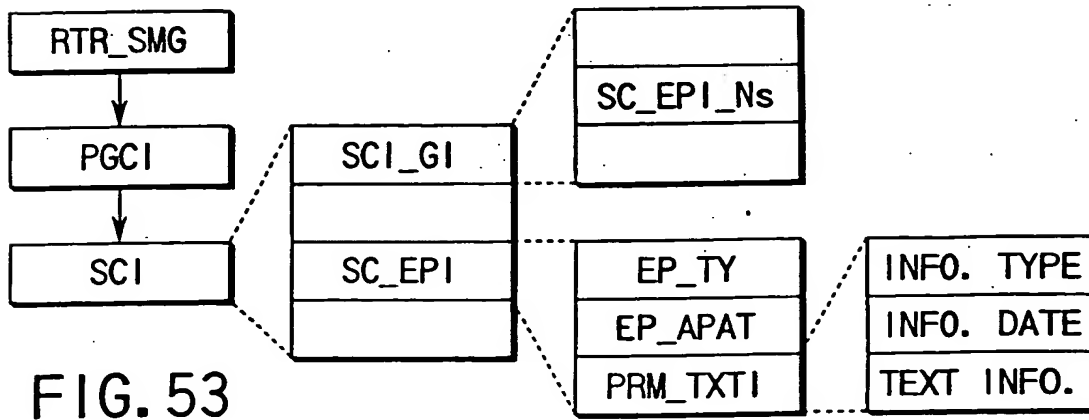 RTR_SMG
PGCI
SCI
SCI_GI
SC_EPI
SC_EPI_Ns
EP_TY
EP_APAT
PRM_TXTI
INFO. TYPE
INFO. DATE
TEXT INFO.
FIG. 53